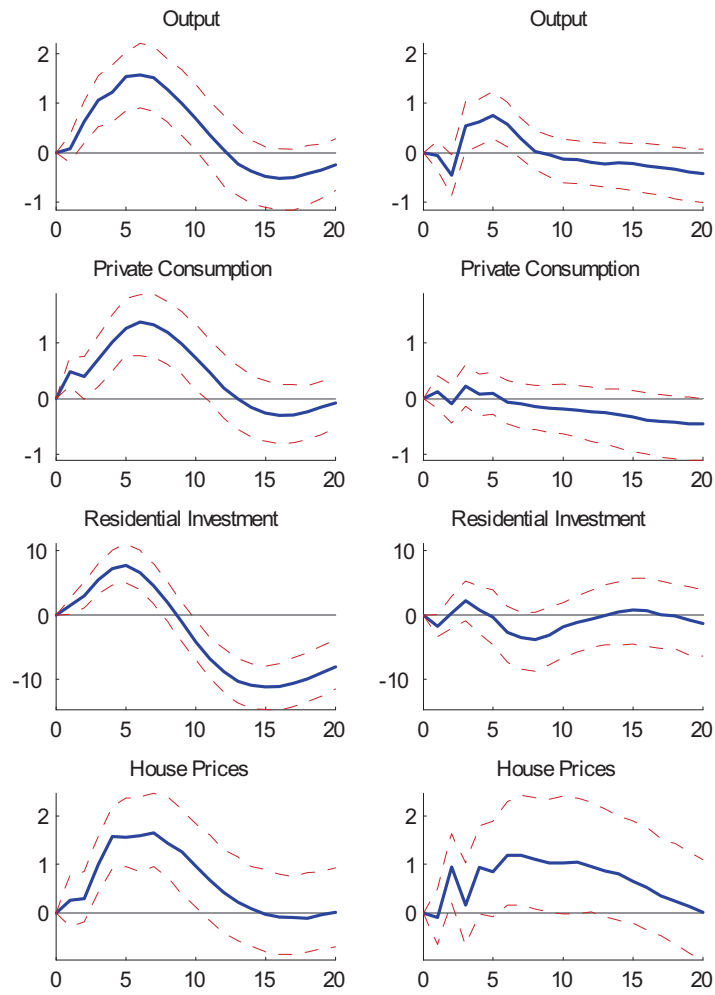 Output Output
2 2
1 1
0 0
-1 -1
0 5 10 15 20 0 5 10 15 20
Private Consumption Private Consumption
1 1
0 0
-1 -1
0 5 10 15 20 0 5 10 15 20
Residential Investment Residential Investment
10 10
0 0
-10 -10
0 5 10 15 20 0 5 10 15 20
House Prices House Prices
2 2
1 1
0 0
0 5 10 15 20 0 5 10 15 20